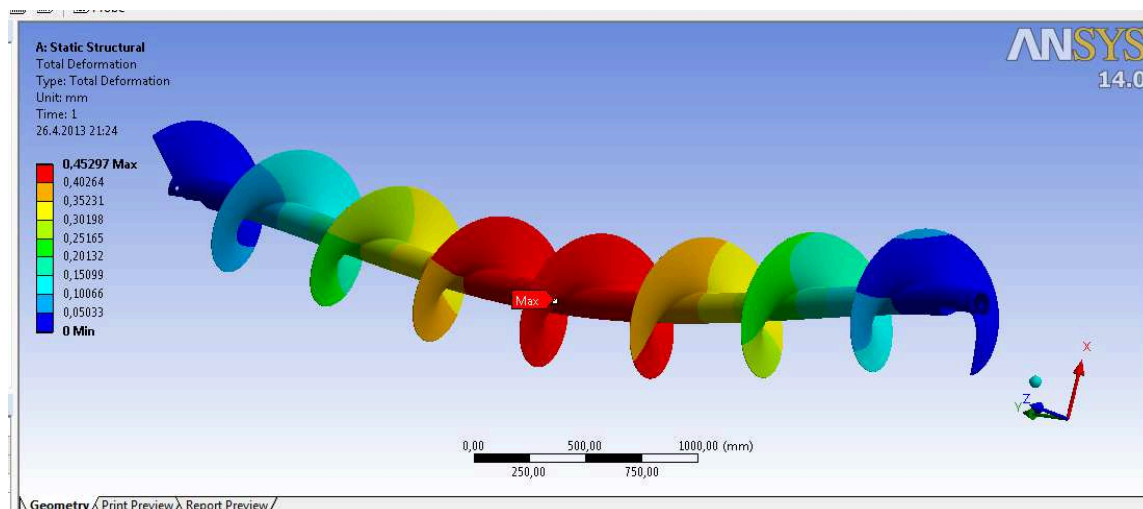 A: Static Structural
Total Deformation
Type: Total Deformation
Unit: mm
Time: 1
26.4.2013 21:24
0,45297 Max
0,40264
0,35231
0,30198
0,25165
0,20132
0,15099
0,10066
0,05033
0 Min
ANSYS
14.0
Max
X
Y
Z
0,00 500,00 1000,00 (mm)
250,00 750,00
Geometry Print Preview Report Preview